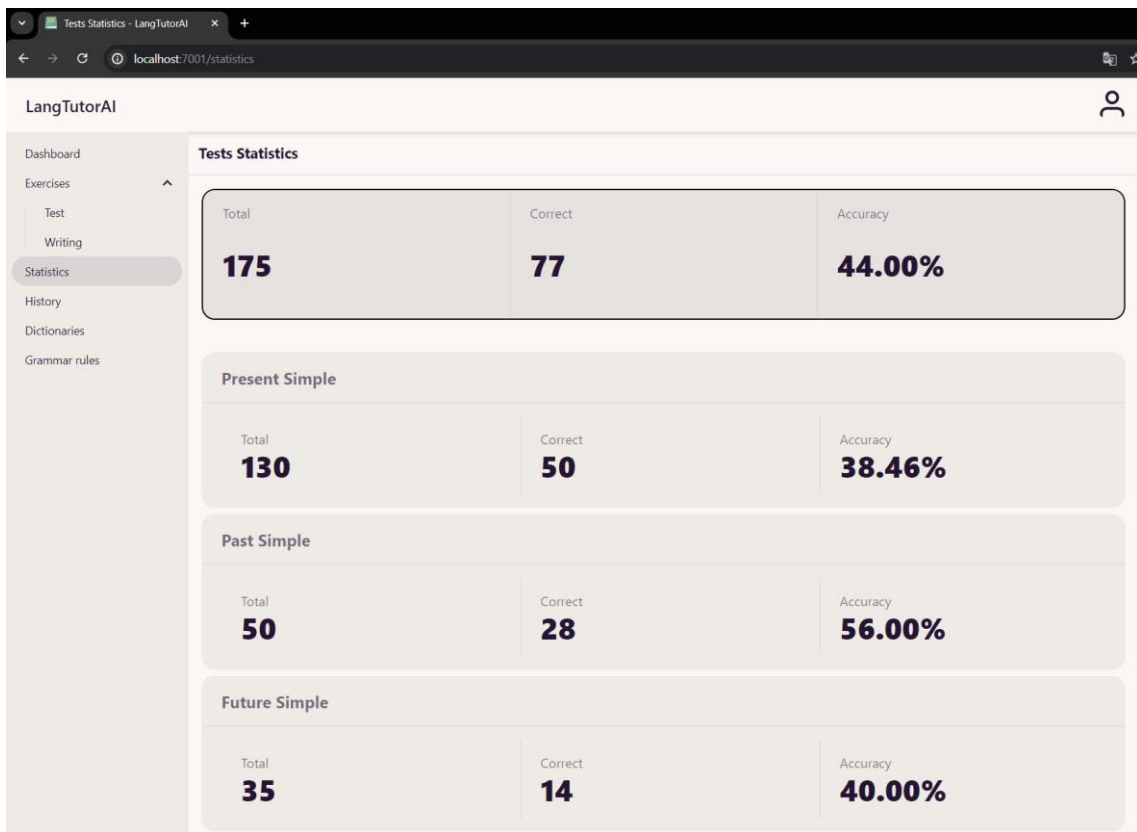 Tests Statistics - LangTutorAI
localhost:7001/statistics
LangTutorAI
Dashboard
Exercises
Test
Writing
Statistics
History
Dictionaries
Grammar rules
Tests Statistics
Total Correct Accuracy
175 77 44.00%
Present Simple
Total Correct Accuracy
130 50 38.46%
Past Simple
Total Correct Accuracy
50 28 56.00%
Future Simple
Total Correct Accuracy
35 14 40.00%